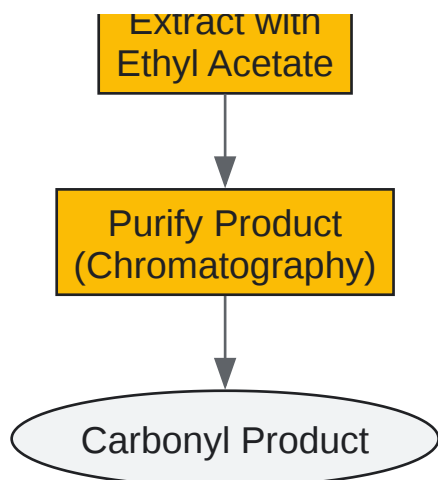 Extract with
Ethyl Acetate
Purify Product
(Chromatography)
Carbonyl Product